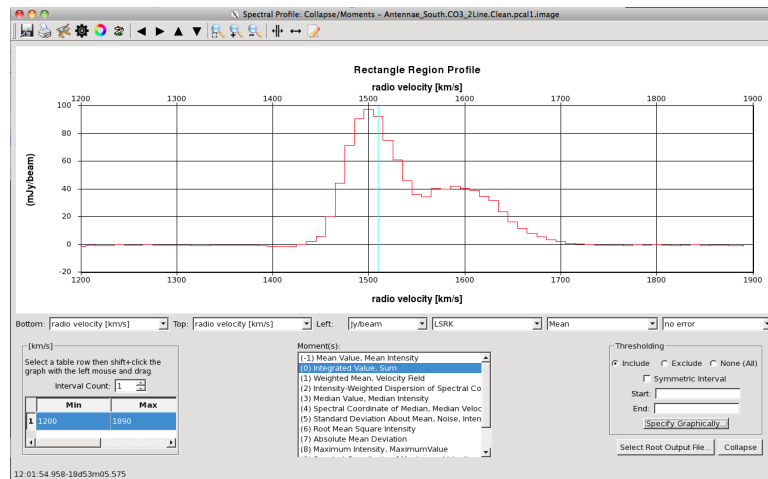 Spectral Profile: Collapse/Moments - Antennae_South.CO3_2Line.Clean.pcal1.image
Rectangle Region Profile
radio velocity [km/s]
1200 1300 1400 1500 1600 1700 1800 1900
100
80
60
40
20
0
-20
(mJy/beam)
1200 1300 1400 1500 1600 1700 1800 1900
radio velocity [km/s]
Bottom: radio velocity [km/s] Top: radio velocity [km/s] Left: Jy/beam LSRK Mean no error
[km/s]
Select a table row then shift+click the
graph with the left mouse and drag.
Interval Count: 1
Min Max
1 1200 1890
Moment(s):
(-1) Mean Value, Mean Intensity
(0) Integrated Value, Sum
(1) Weighted Mean, Velocity Field
(2) Intensity-Weighted Dispersion of Spectral Co
(3) Median Value, Median Intensity
(4) Spectral Coordinate of Median, Median Veloc
(5) Standard Deviation About Mean, Noise, Inten
(6) Root Mean Square Intensity
(7) Absolute Mean Deviation
(8) Maximum Intensity, MaximumValue
Thresholding
Include Exclude None (All)
Symmetric Interval
Start:
End:
Specify Graphically...
Select Root Output File... Collapse
12:01:54.958-18d53m05.575